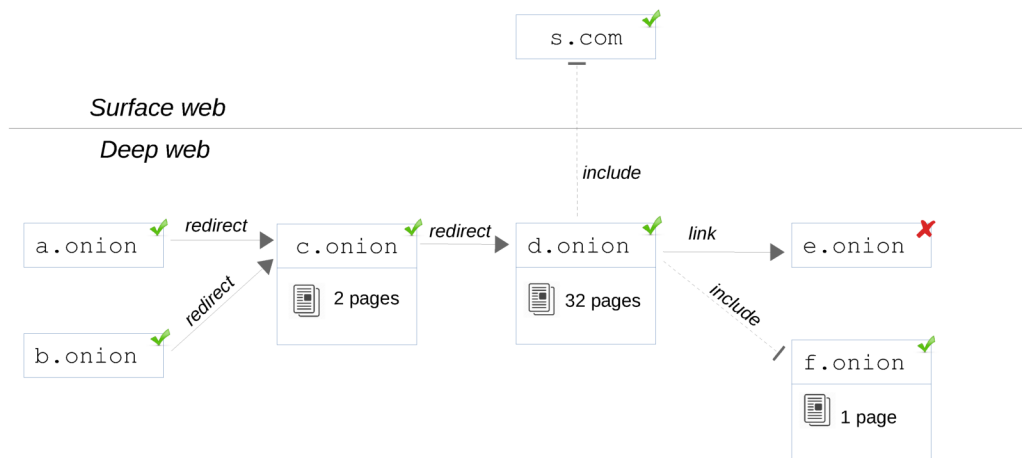 s.com
Surface web
Deep web
include
a.onion
redirect
c.onion
redirect
d.onion
link
e.onion
2 pages
32 pages
redirect
include
b.onion
f.onion
1 page